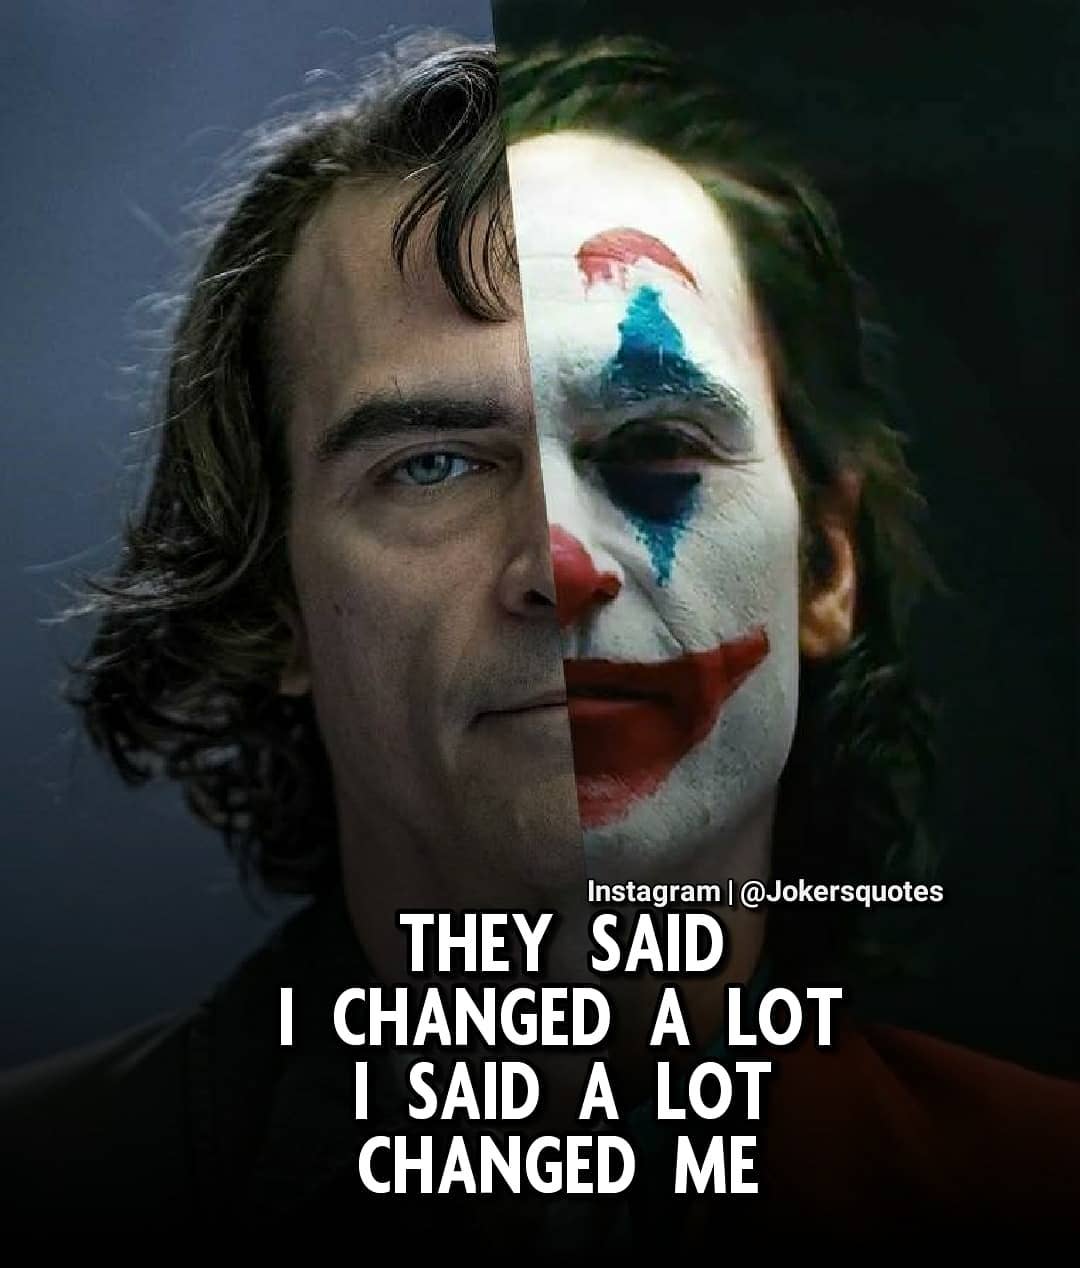 Instagram | @Jokersquotes
THEY SAID
I CHANGED A LOT
I SAID A LOT
CHANGED ME